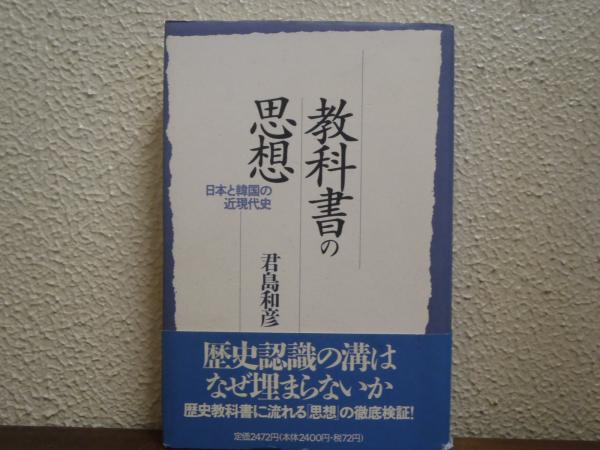 教科書の
思想
日本と韓国の
近現代史
君島和彦
歴史認識の溝は
なぜ埋まらないか
歴史教科書に流れる「思想」の徹底検証!
定価2472円(本体2400円・税72円)